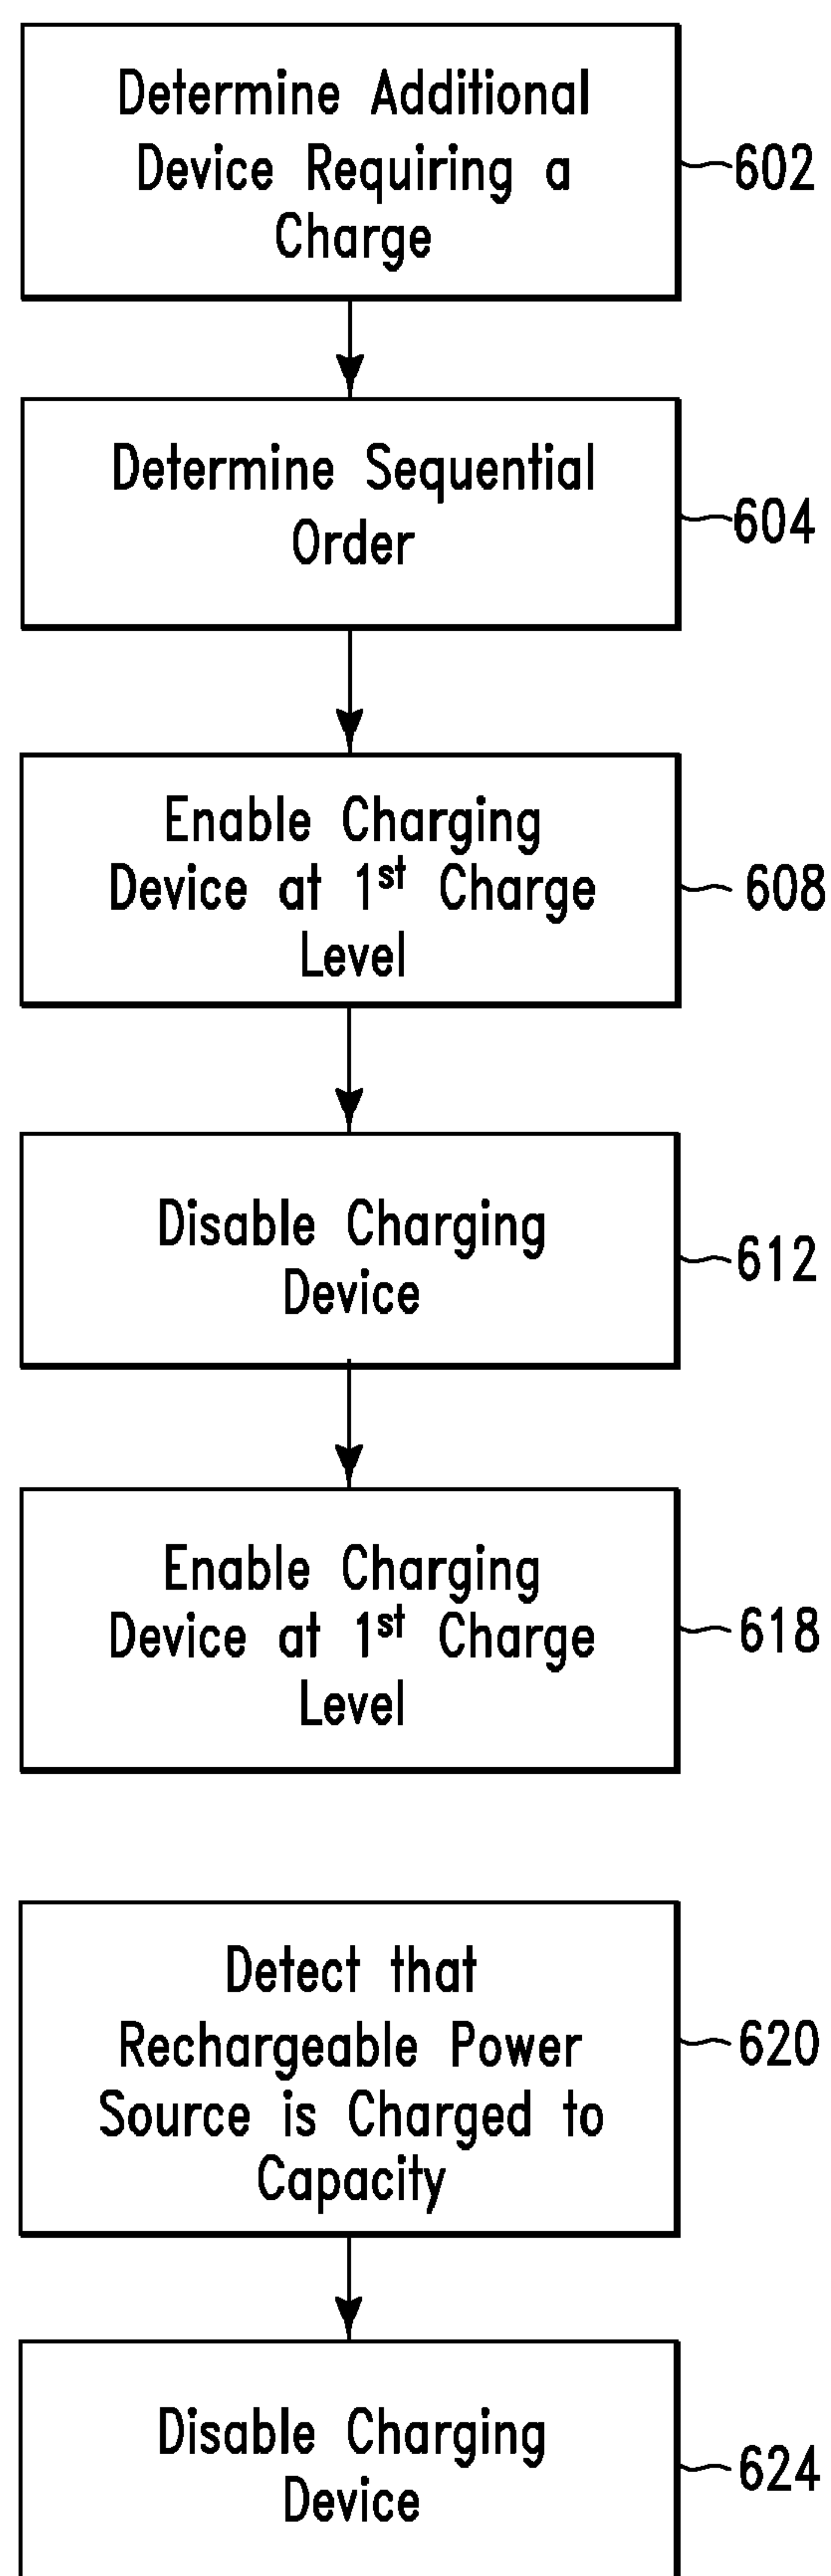 Determine Additional
Device Requiring a
Charge
602
Determine Sequential
Order
604
Enable Charging
Device at 1st Charge
Level
608
Disable Charging
Device
612
Enable Charging
Device at 1st Charge
Level
618
Detect that
Rechargeable Power
Source is Charged to
Capacity
620
Disable Charging
Device
624